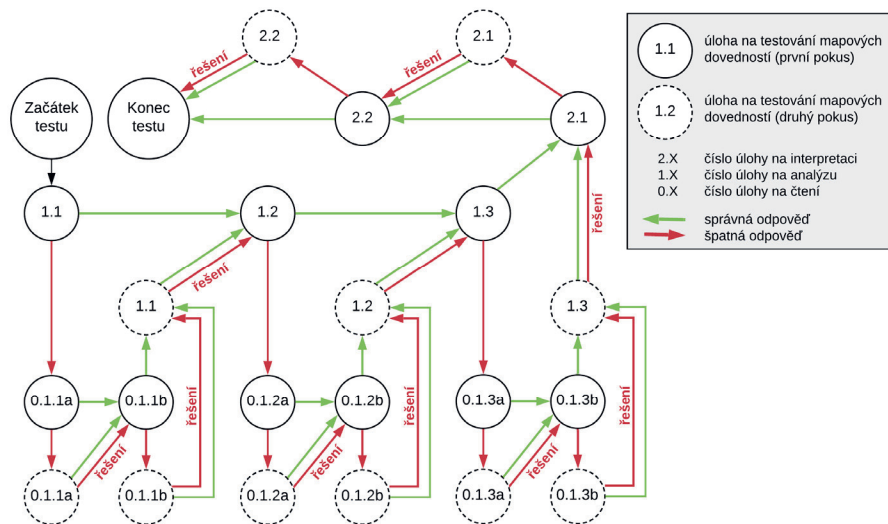 2.2
2.1
řešení
řešení
Začátek
testu
Konec
testu
2.2
2.1
1.1
1.2
1.3
řešení
řešení
řešení
1.1
1.2
1.3
řešení
řešení
řešení
0.1.1a
0.1.1b
0.1.2a
0.1.2b
0.1.3a
0.1.3b
řešení
řešení
řešení
0.1.1a
0.1.1b
0.1.2a
0.1.2b
0.1.3a
0.1.3b
1.1
úloha na testování mapových
dovedností (první pokus)
1.2
úloha na testování mapových
dovedností (druhý pokus)
2.X číslo úlohy na interpretaci
1.X číslo úlohy na analýzu
0.X číslo úlohy na čtení
správná odpověď
špatná odpověď